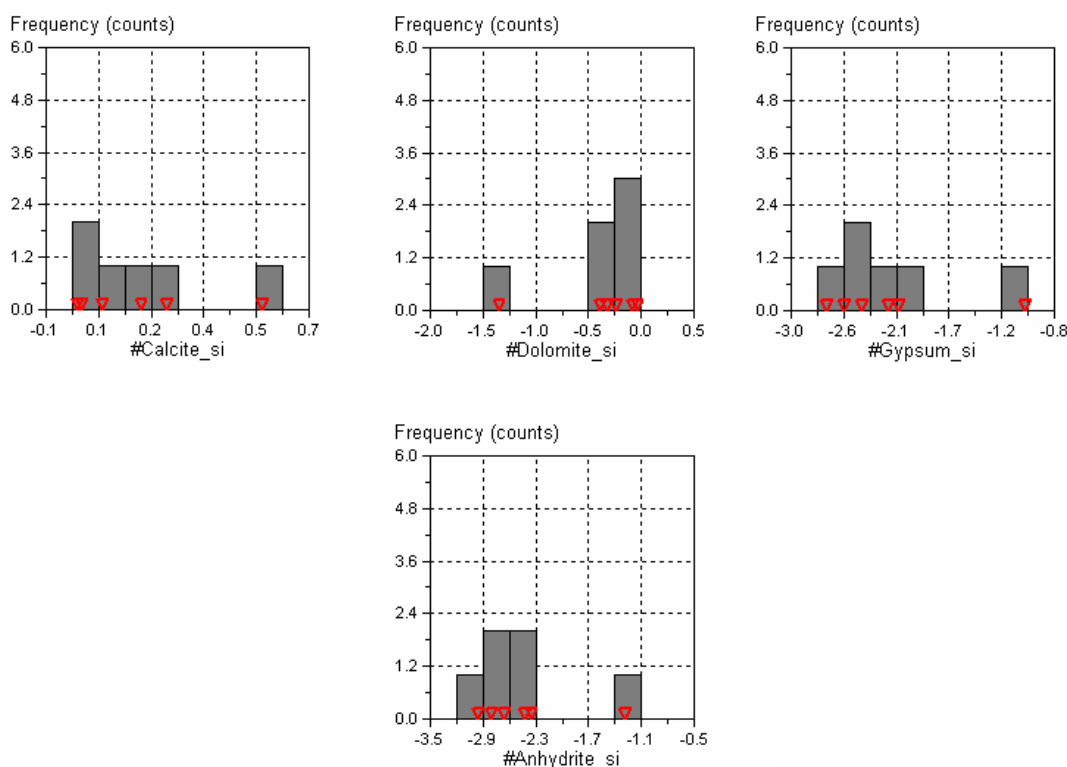 Frequency (counts) Frequency (counts) Frequency (counts)
6.0 6.0 6.0
4.8 4.8 4.8
3.6 3.6 3.6
2.4 2.4 2.4
1.2 1.2 1.2
0.0 0.0 0.0
-0.1 0.1 0.2 0.4 0.5 0.7 -2.0 -1.5 -1.0 -0.5 0.0 0.5 -3.0 -2.6 -2.1 -1.7 -1.2 -0.8
#Calcite_si #Dolomite_si #Gypsum_si
Frequency (counts)
6.0
4.8
3.6
2.4
1.2
0.0
-3.5 -2.9 -2.3 -1.7 -1.1 -0.5
#Anhydrite_si